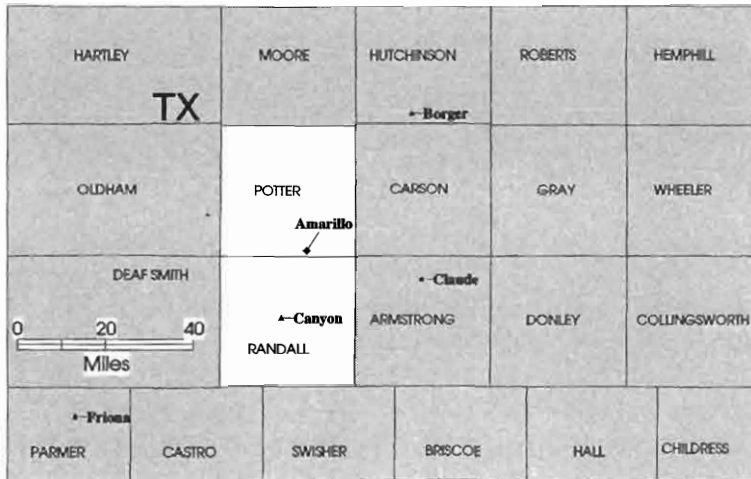 HARTLEY MOORE HUTCHINSON ROBERTS HEMPHILL
TX
Borger
OLDHAM POTTER CARSON GRAY WHEELER
Amarillo
DEAF SMITH Claude
0 20 40
Canyon ARMSTRONG DONLEY COLLINGSWORTH
RANDALL
Miles
Friona
PARMER CASTRO SWISHER BRISCOE HALL CHILDRESS